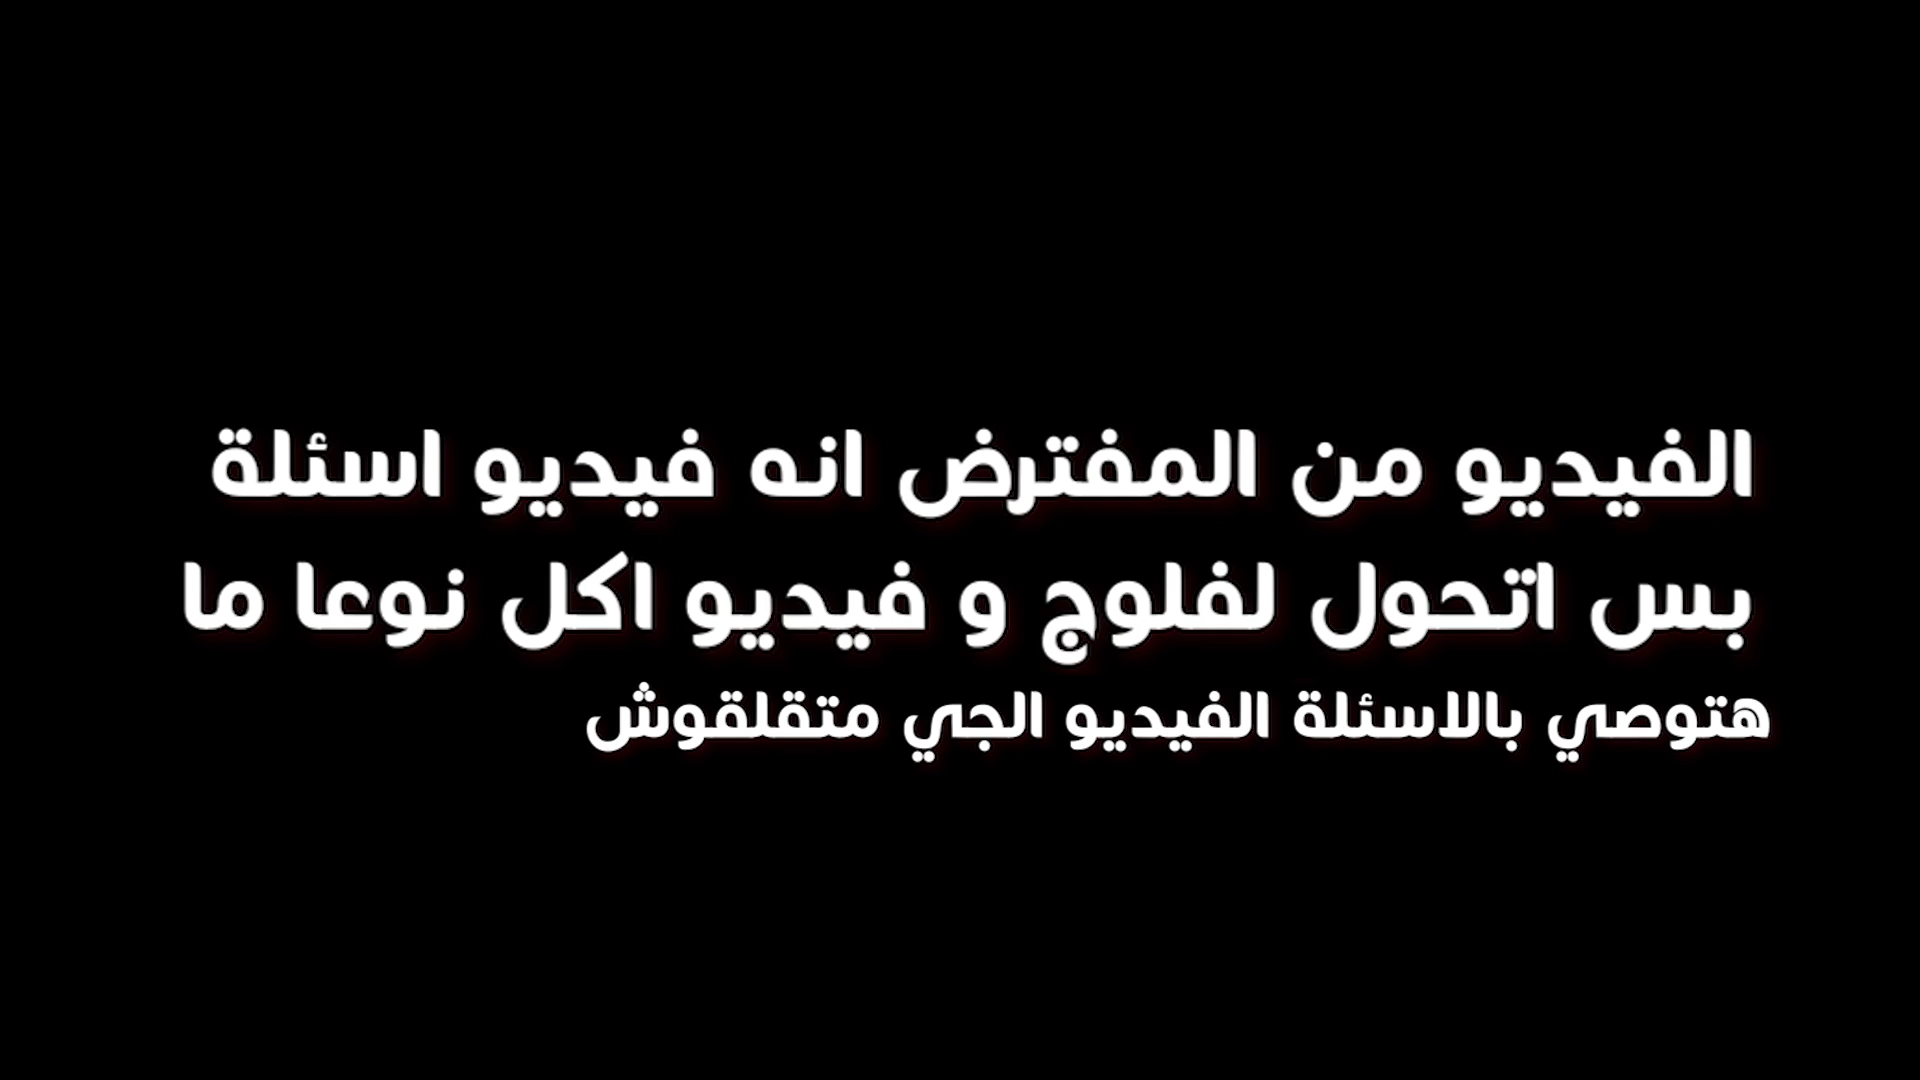 الفيديو من المفترض انه فيديو اسئلة
بس اتحول لفلوج و فيديو اكل نوعا ما
هتوصي بالاسئلة الفيديو الجي متقلقوش